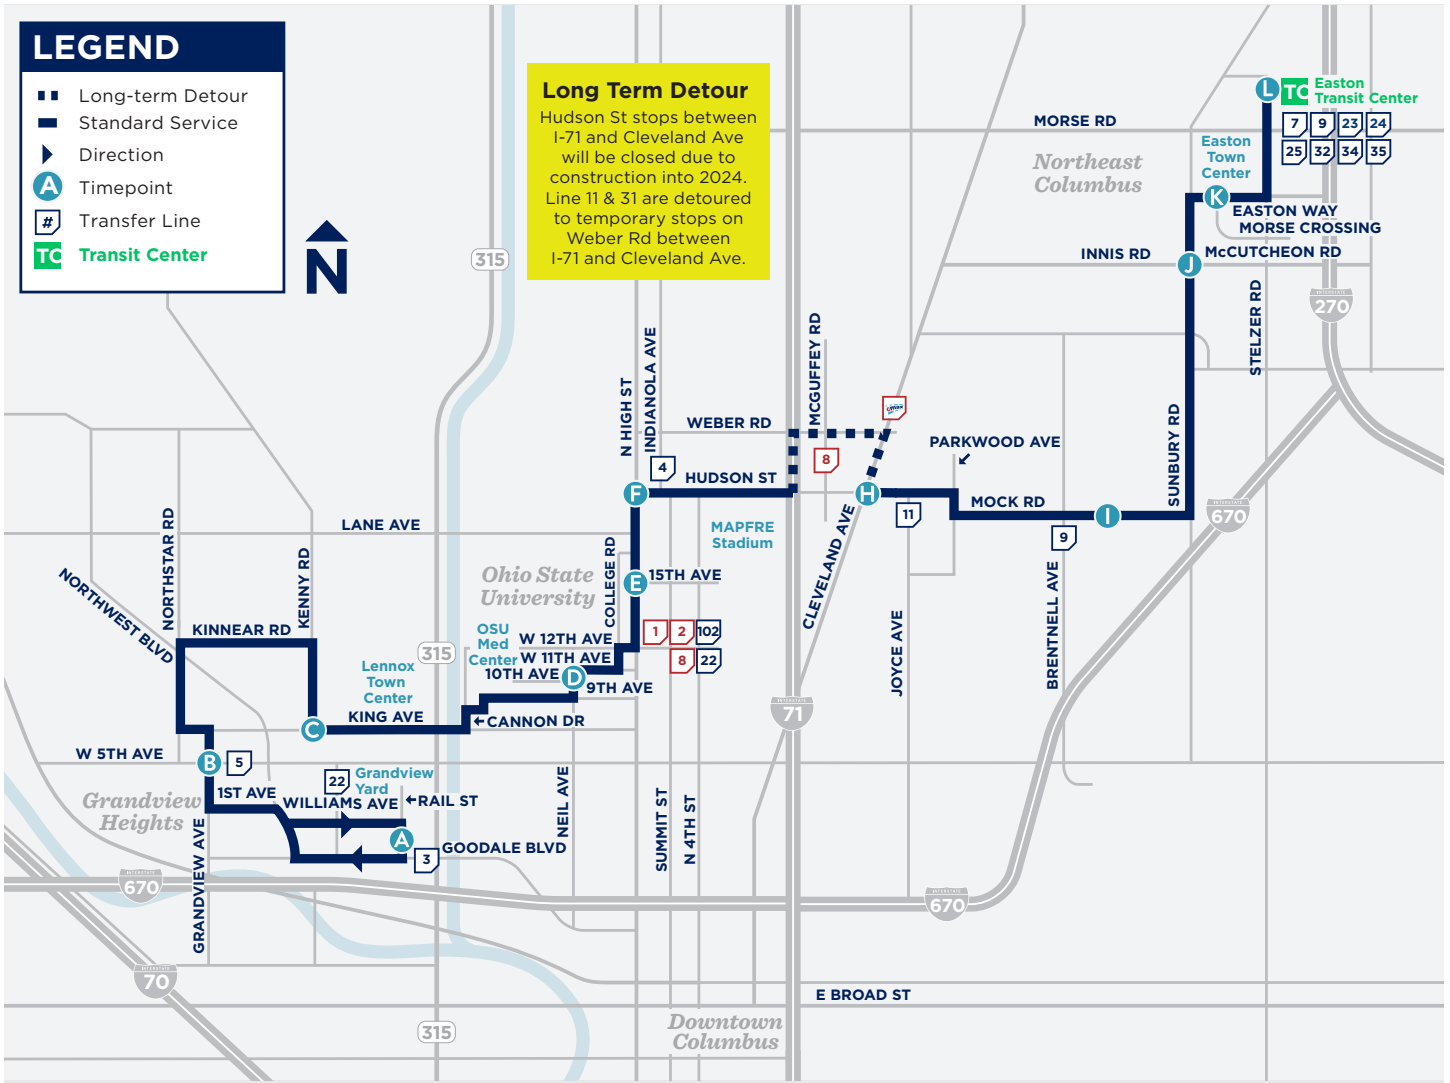 LEGEND
Long-term Detour
Standard Service
Direction
A
Timepoint
#
Transfer Line
TC
Transit Center
N
Long Term Detour
Hudson St stops between
I-71 and Cleveland Ave
will be closed due to
construction into 2024.
Line 11 & 31 are detoured
to temporary stops on
Weber Rd between
I-71 and Cleveland Ave.
315
L
TC
Easton
Transit Center
7
9
23
24
25
32
34
35
MORSE RD
Northeast
Columbus
Easton
Town
Center
K
EASTON WAY
MORSE CROSSING
INNIS RD
J
McCUTCHEON RD
STELZER RD
INTERSTATE
270
N HIGH ST
INDIANOLA AVE
MCGUFFEY RD
WEBER RD
cmax
8
4
F
HUDSON ST
H
11
PARKWOOD AVE
MOCK RD
I
9
SUNBURY RD
INTERSTATE
670
LANE AVE
MAPFRE
Stadium
CLEVELAND AVE
NORTHSTAR RD
KENNY RD
NORTHWEST BLVD
KINNEAR RD
Ohio State
University
COLLEGE RD
E
15TH AVE
1
2
102
8
22
OSU
Med
Center
W 12TH AVE
W 11TH AVE
10TH AVE
D
9TH AVE
315
Lennox
Town
Center
JOYCE AVE
BRENTNELL AVE
C
KING AVE
CANNON DR
INTERSTATE
71
W 5TH AVE
B
5
22
Grandview
Yard
1ST AVE
WILLIAMS AVE
RAIL ST
Grandview
Heights
A
3
GOODALE BLVD
GRANDVIEW AVE
NEIL AVE
SUMMIT ST
N 4TH ST
INTERSTATE
670
INTERSTATE
670
INTERSTATE
70
E BROAD ST
315
Downtown
Columbus